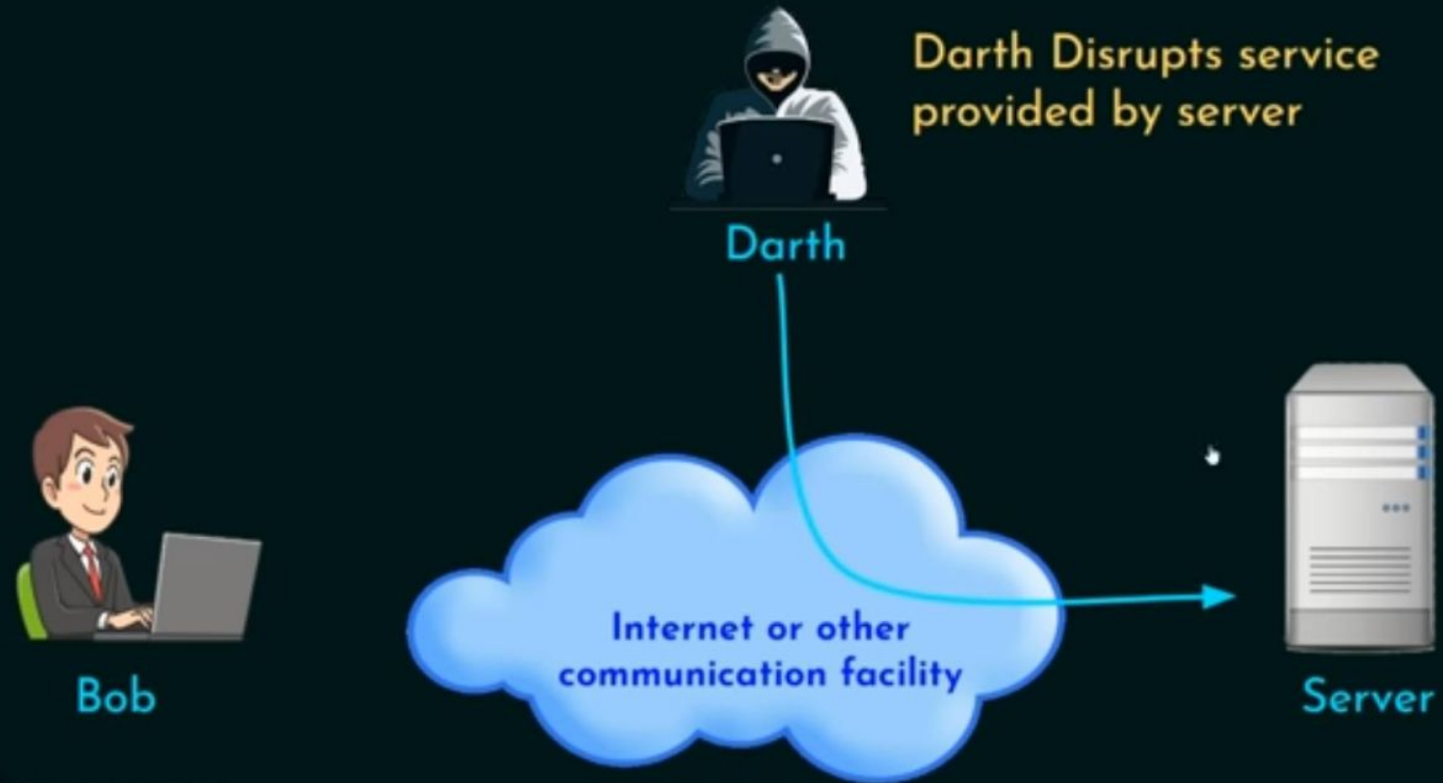 Darth Disrupts service
provided by server
Darth
Internet or other
communication facility
Bob
Server